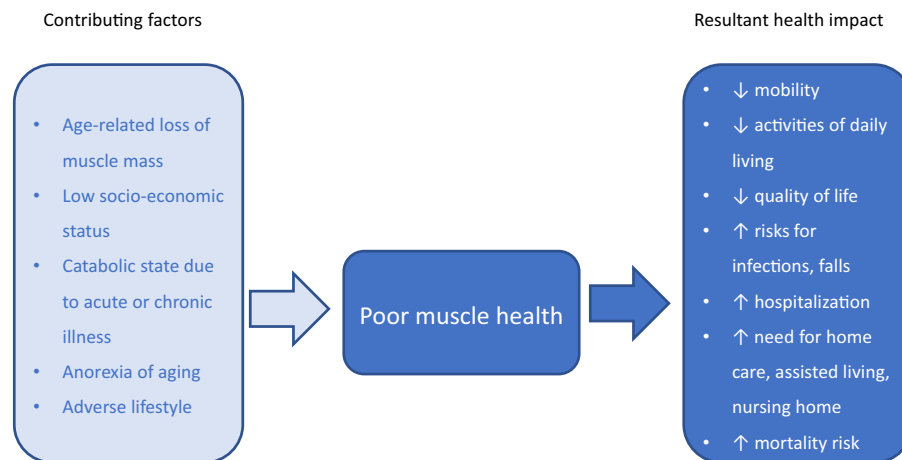 Contributing factors
• Age-related loss of
muscle mass
• Low socio-economic
status
• Catabolic state due
to acute or chronic
illness
• Anorexia of aging
• Adverse lifestyle
Poor muscle health
Resultant health impact
• ↓ mobility
• ↓ activities of daily
living
• ↓ quality of life
• ↑ risks for
infections, falls
• ↑ hospitalization
• ↑ need for home
care, assisted living,
nursing home
• ↑ mortality risk